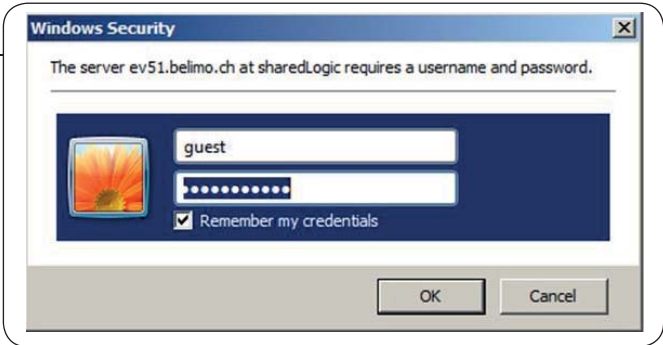 Windows Security
The server ev51.belimo.ch at sharedLogic requires a username and password.
guest
•••••••••••
Remember my credentials
OK
Cancel